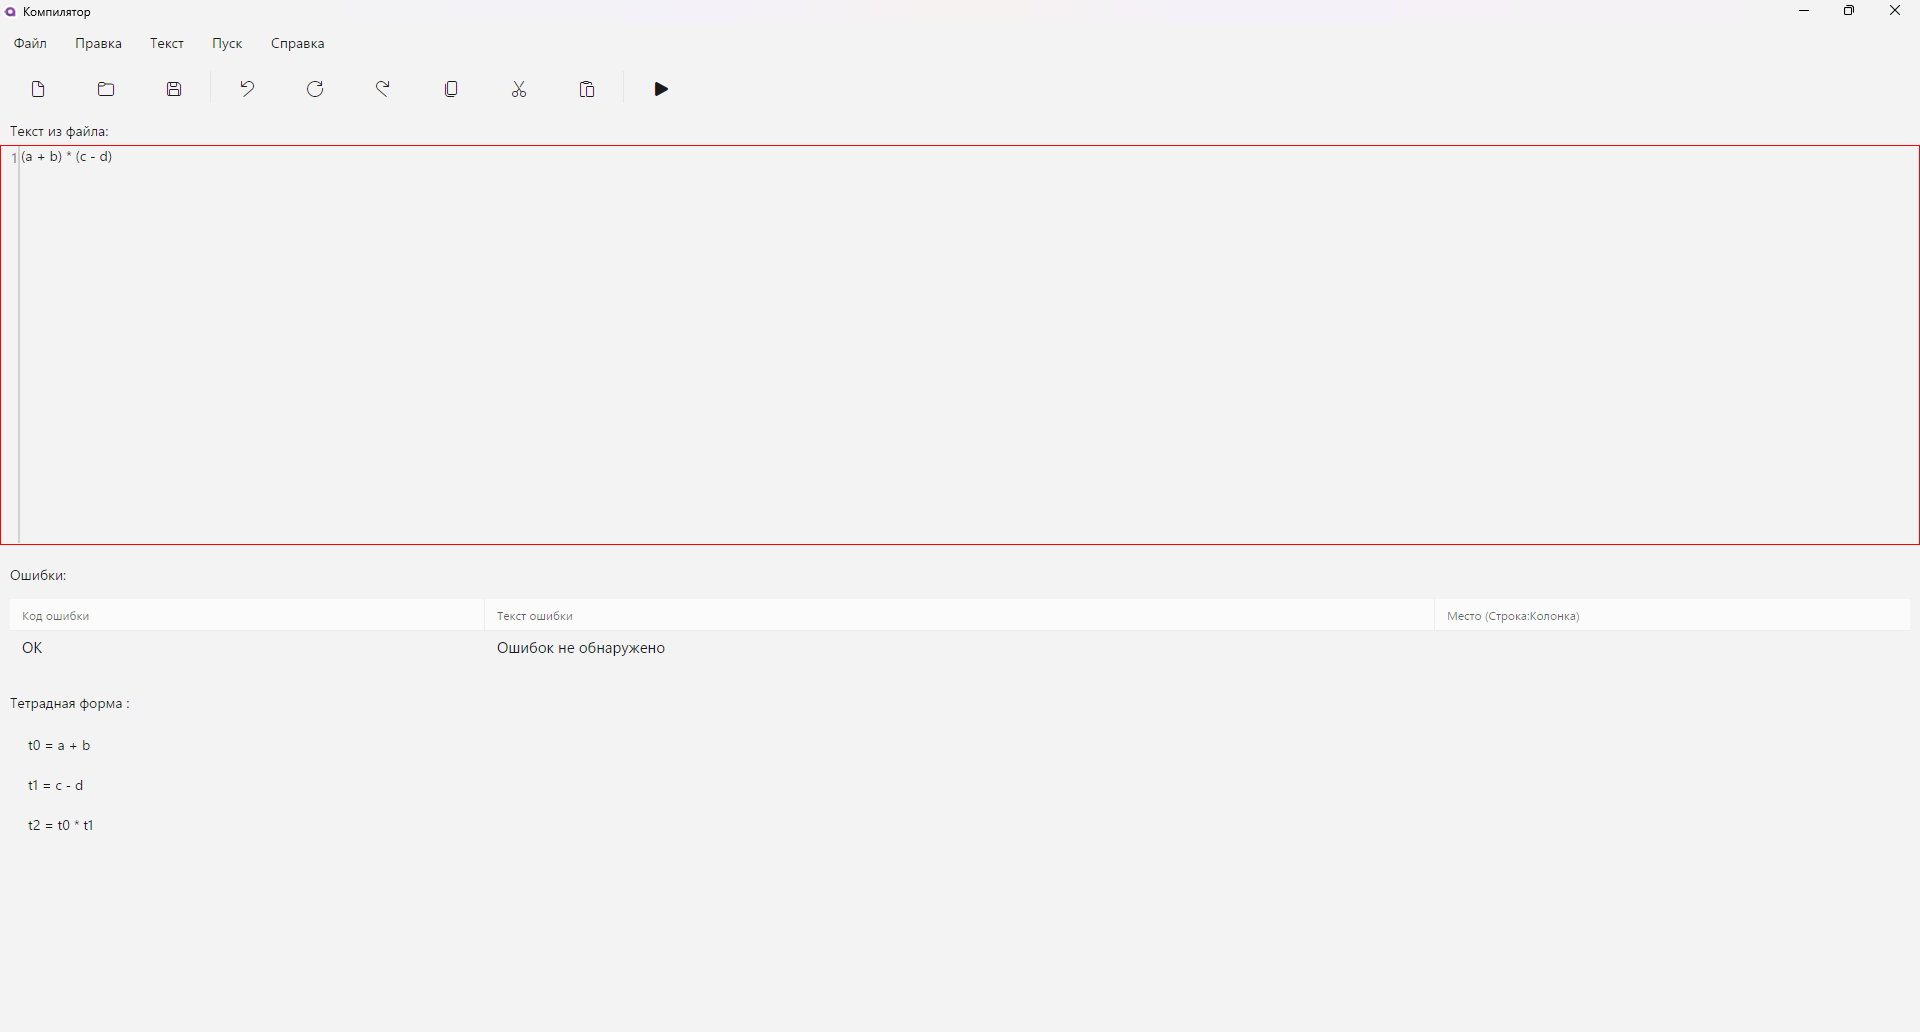 Компилятор
Файл Правка Текст Пуск Справка
Текст из файла:
1 (a + b) * (c - d)
Ошибки:
Код ошибки Текст ошибки Место (Строка:Колонка)
OK Ошибок не обнаружено
Тетрадная форма :
t0 = a + b
t1 = c - d
t2 = t0 * t1